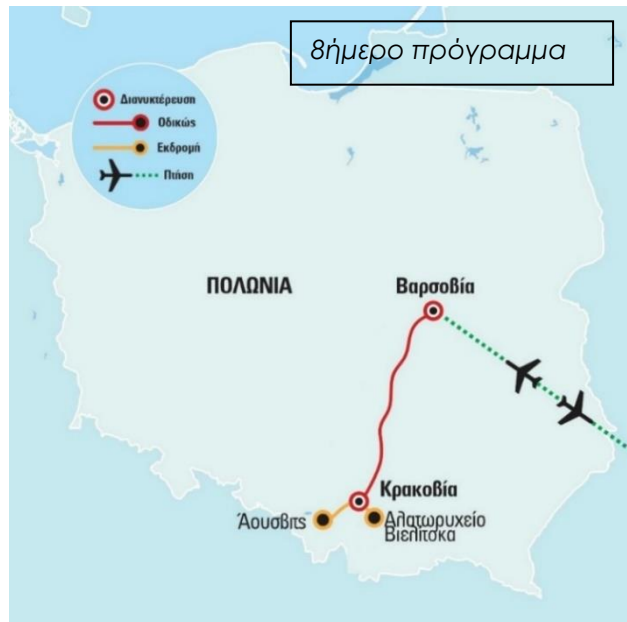 8ήμερο πρόγραμμα
Διανυκτέρευση
Οδικώς
Εκδρομή
Πτήση
ΠΟΛΩΝΙΑ
Βαρσοβία
Κρακοβία
Άουσβιτς
Αλατωρυχείο
Βιελίτσκα